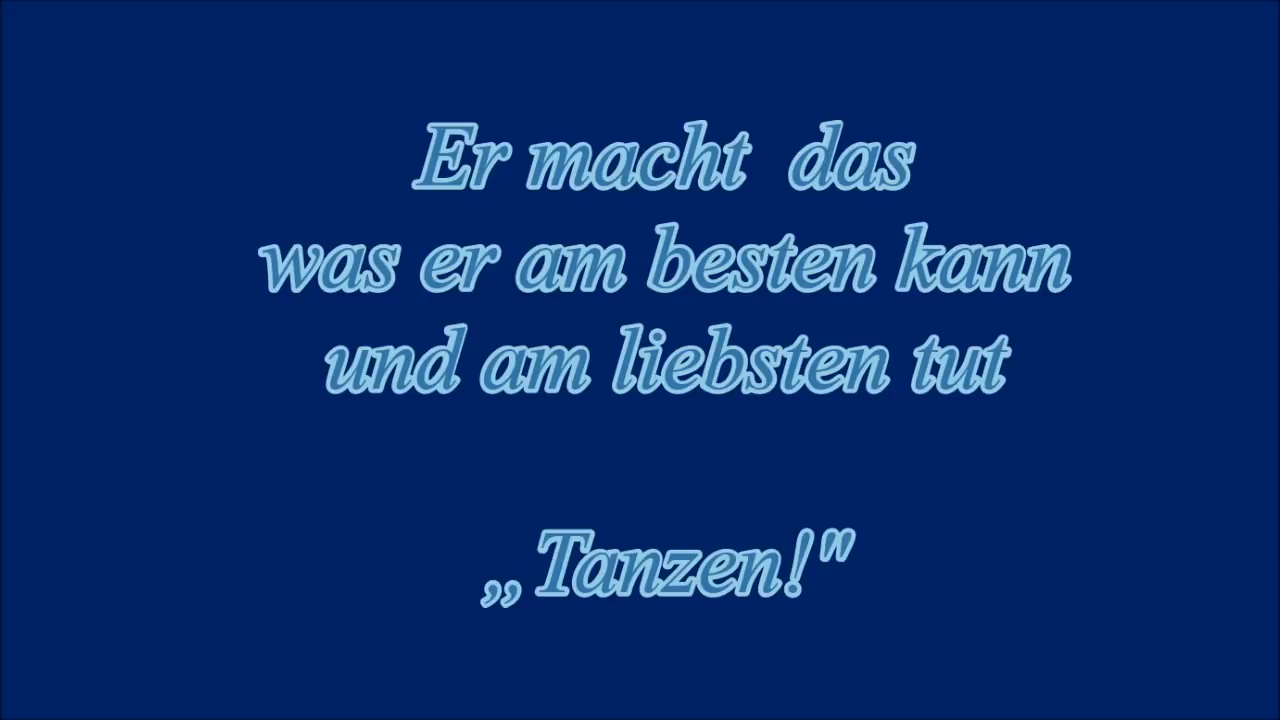 Er macht  das
was er am besten kann
und am liebsten tut
„Tanzen!"